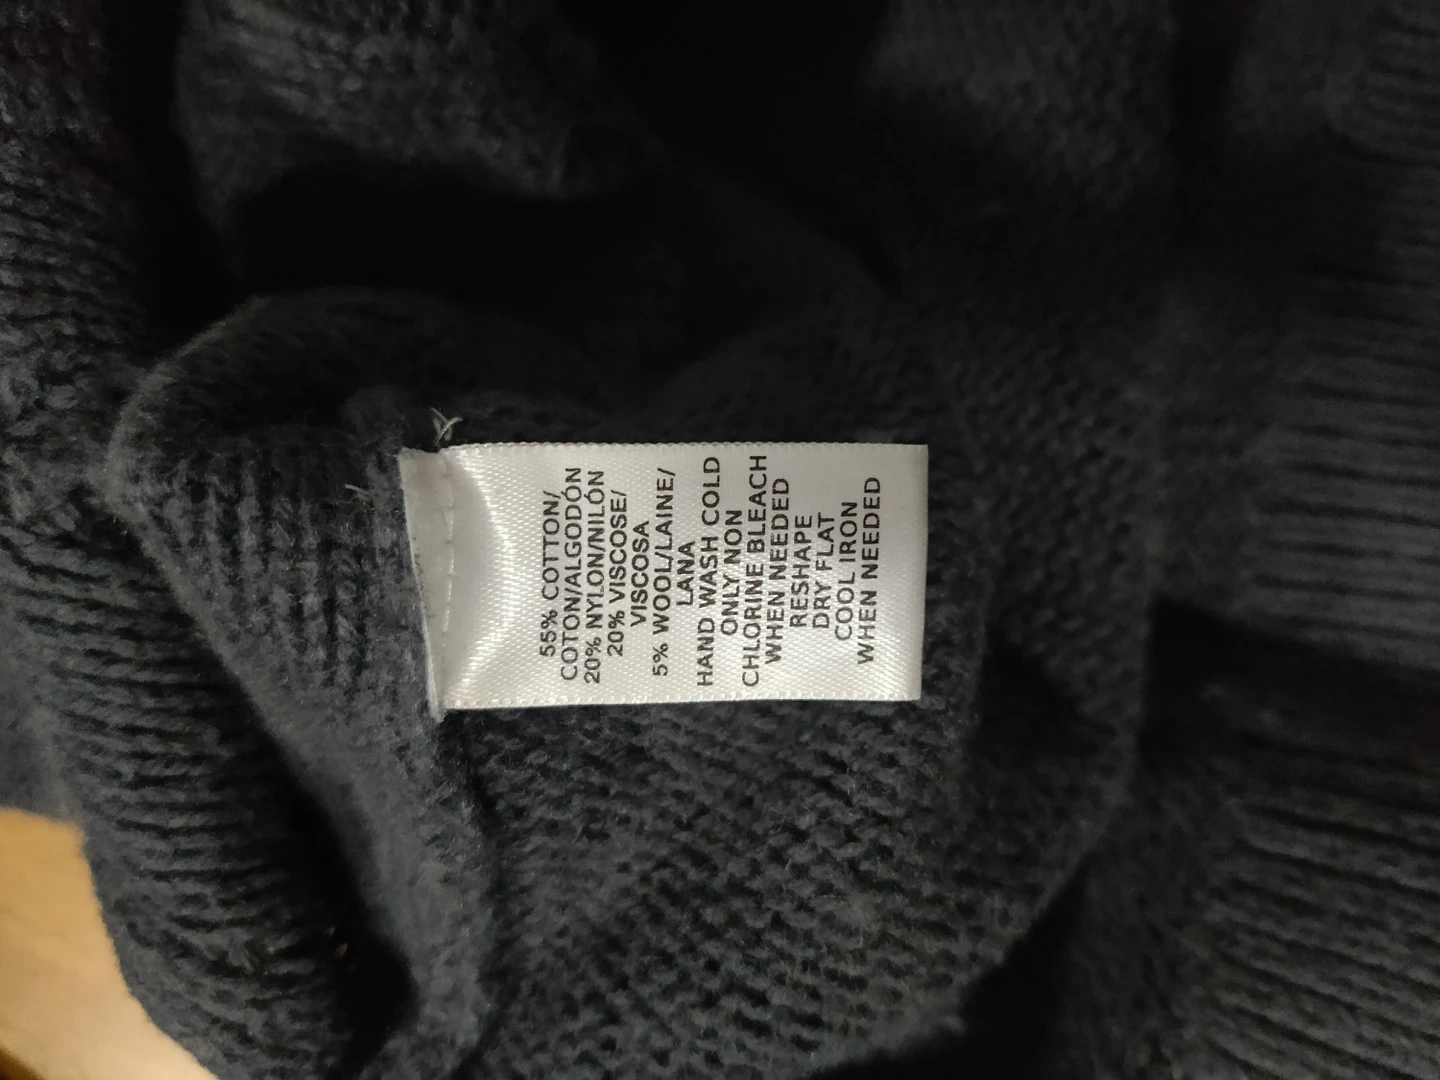 55% COTTON/
COTON/ALGODÓN
20% NYLON/NILÓN
20% VISCOSE/
VISCOSA
5% WOOL/LAINE/
LANA
HAND WASH COLD
ONLY NON
CHLORINE BLEACH
WHEN NEEDED
RESHAPE
DRY FLAT
COOL IRON
WHEN NEEDED